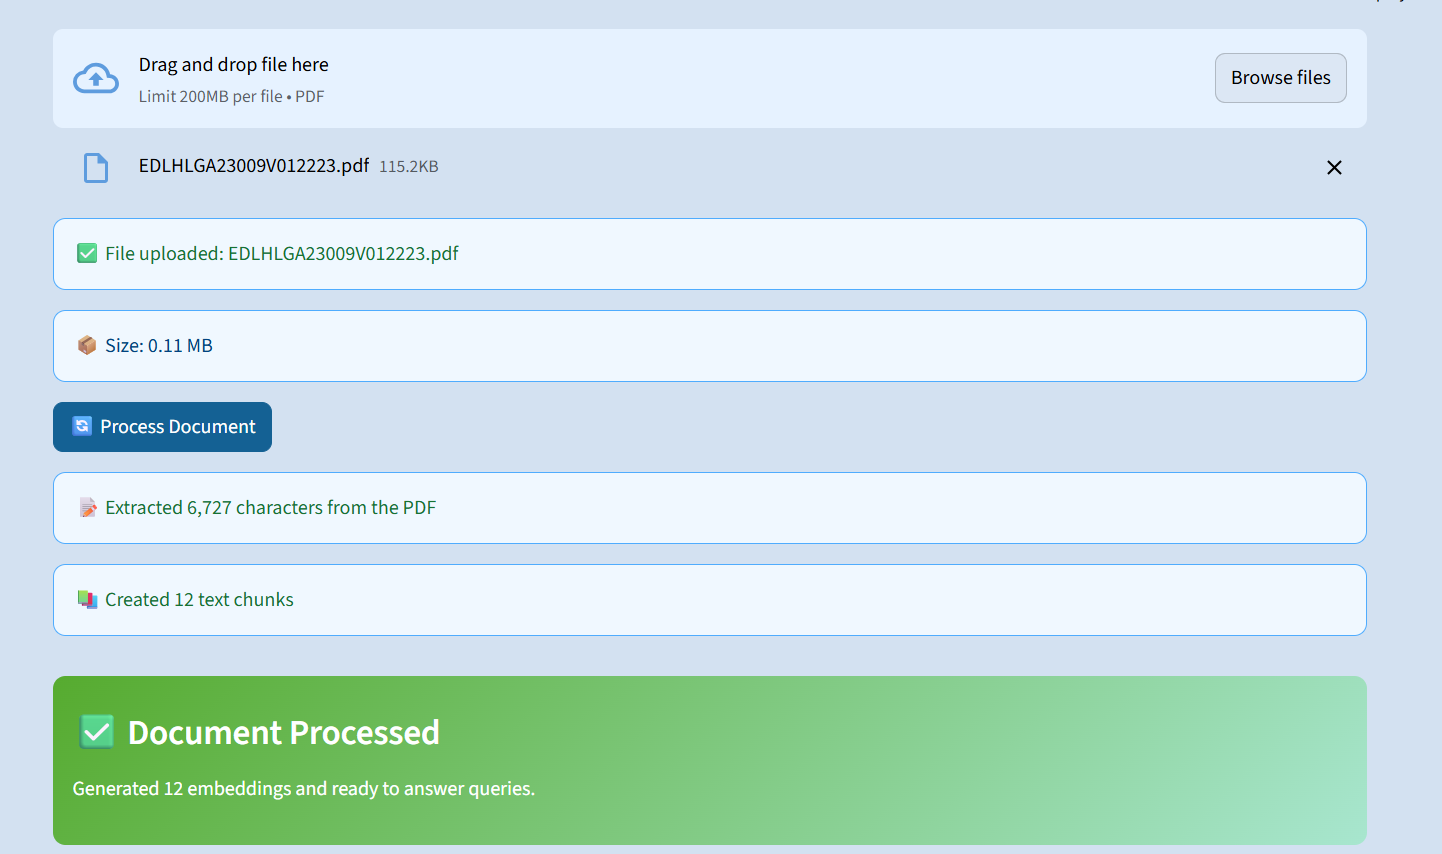 Drag and drop file here
Limit 200MB per file • PDF
Browse files
EDLHLGA23009V012223.pdf 115.2KB
✅ File uploaded: EDLHLGA23009V012223.pdf
📦 Size: 0.11 MB
🔄 Process Document
📝 Extracted 6,727 characters from the PDF
📚 Created 12 text chunks
✅ Document Processed
Generated 12 embeddings and ready to answer queries.